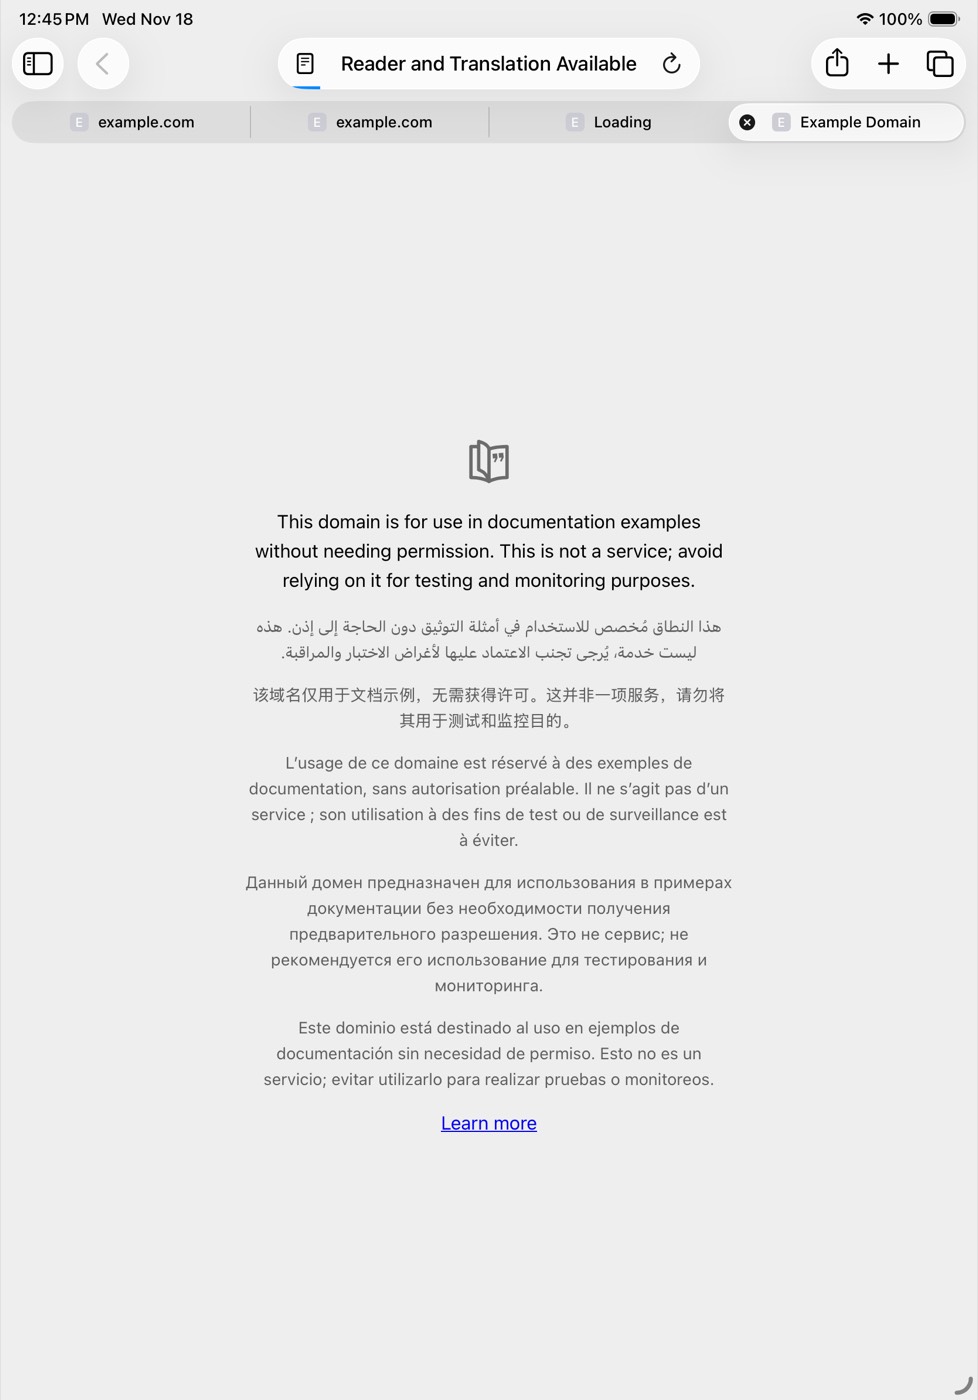 12:45 PM Wed Nov 18 100%
Reader and Translation Available
E example.com E example.com E Loading E Example Domain
This domain is for use in documentation examples
without needing permission. This is not a service; avoid
relying on it for testing and monitoring purposes.
هذا النطاق مُخصص للاستخدام في أمثلة التوثيق دون الحاجة إلى إذن. هذه
ليست خدمة، يُرجى تجنب الاعتماد عليها لأغراض الاختبار والمراقبة.
该域名仅用于文档示例，无需获得许可。这并非一项服务，请勿将
其用于测试和监控目的。
L’usage de ce domaine est réservé à des exemples de
documentation, sans autorisation préalable. Il ne s’agit pas d’un
service ; son utilisation à des fins de test ou de surveillance est
à éviter.
Данный домен предназначен для использования в примерах
документации без необходимости получения
предварительного разрешения. Это не сервис; не
рекомендуется его использование для тестирования и
мониторинга.
Este dominio está destinado al uso en ejemplos de
documentación sin necesidad de permiso. Esto no es un
servicio; evitar utilizarlo para realizar pruebas o monitoreos.
Learn more